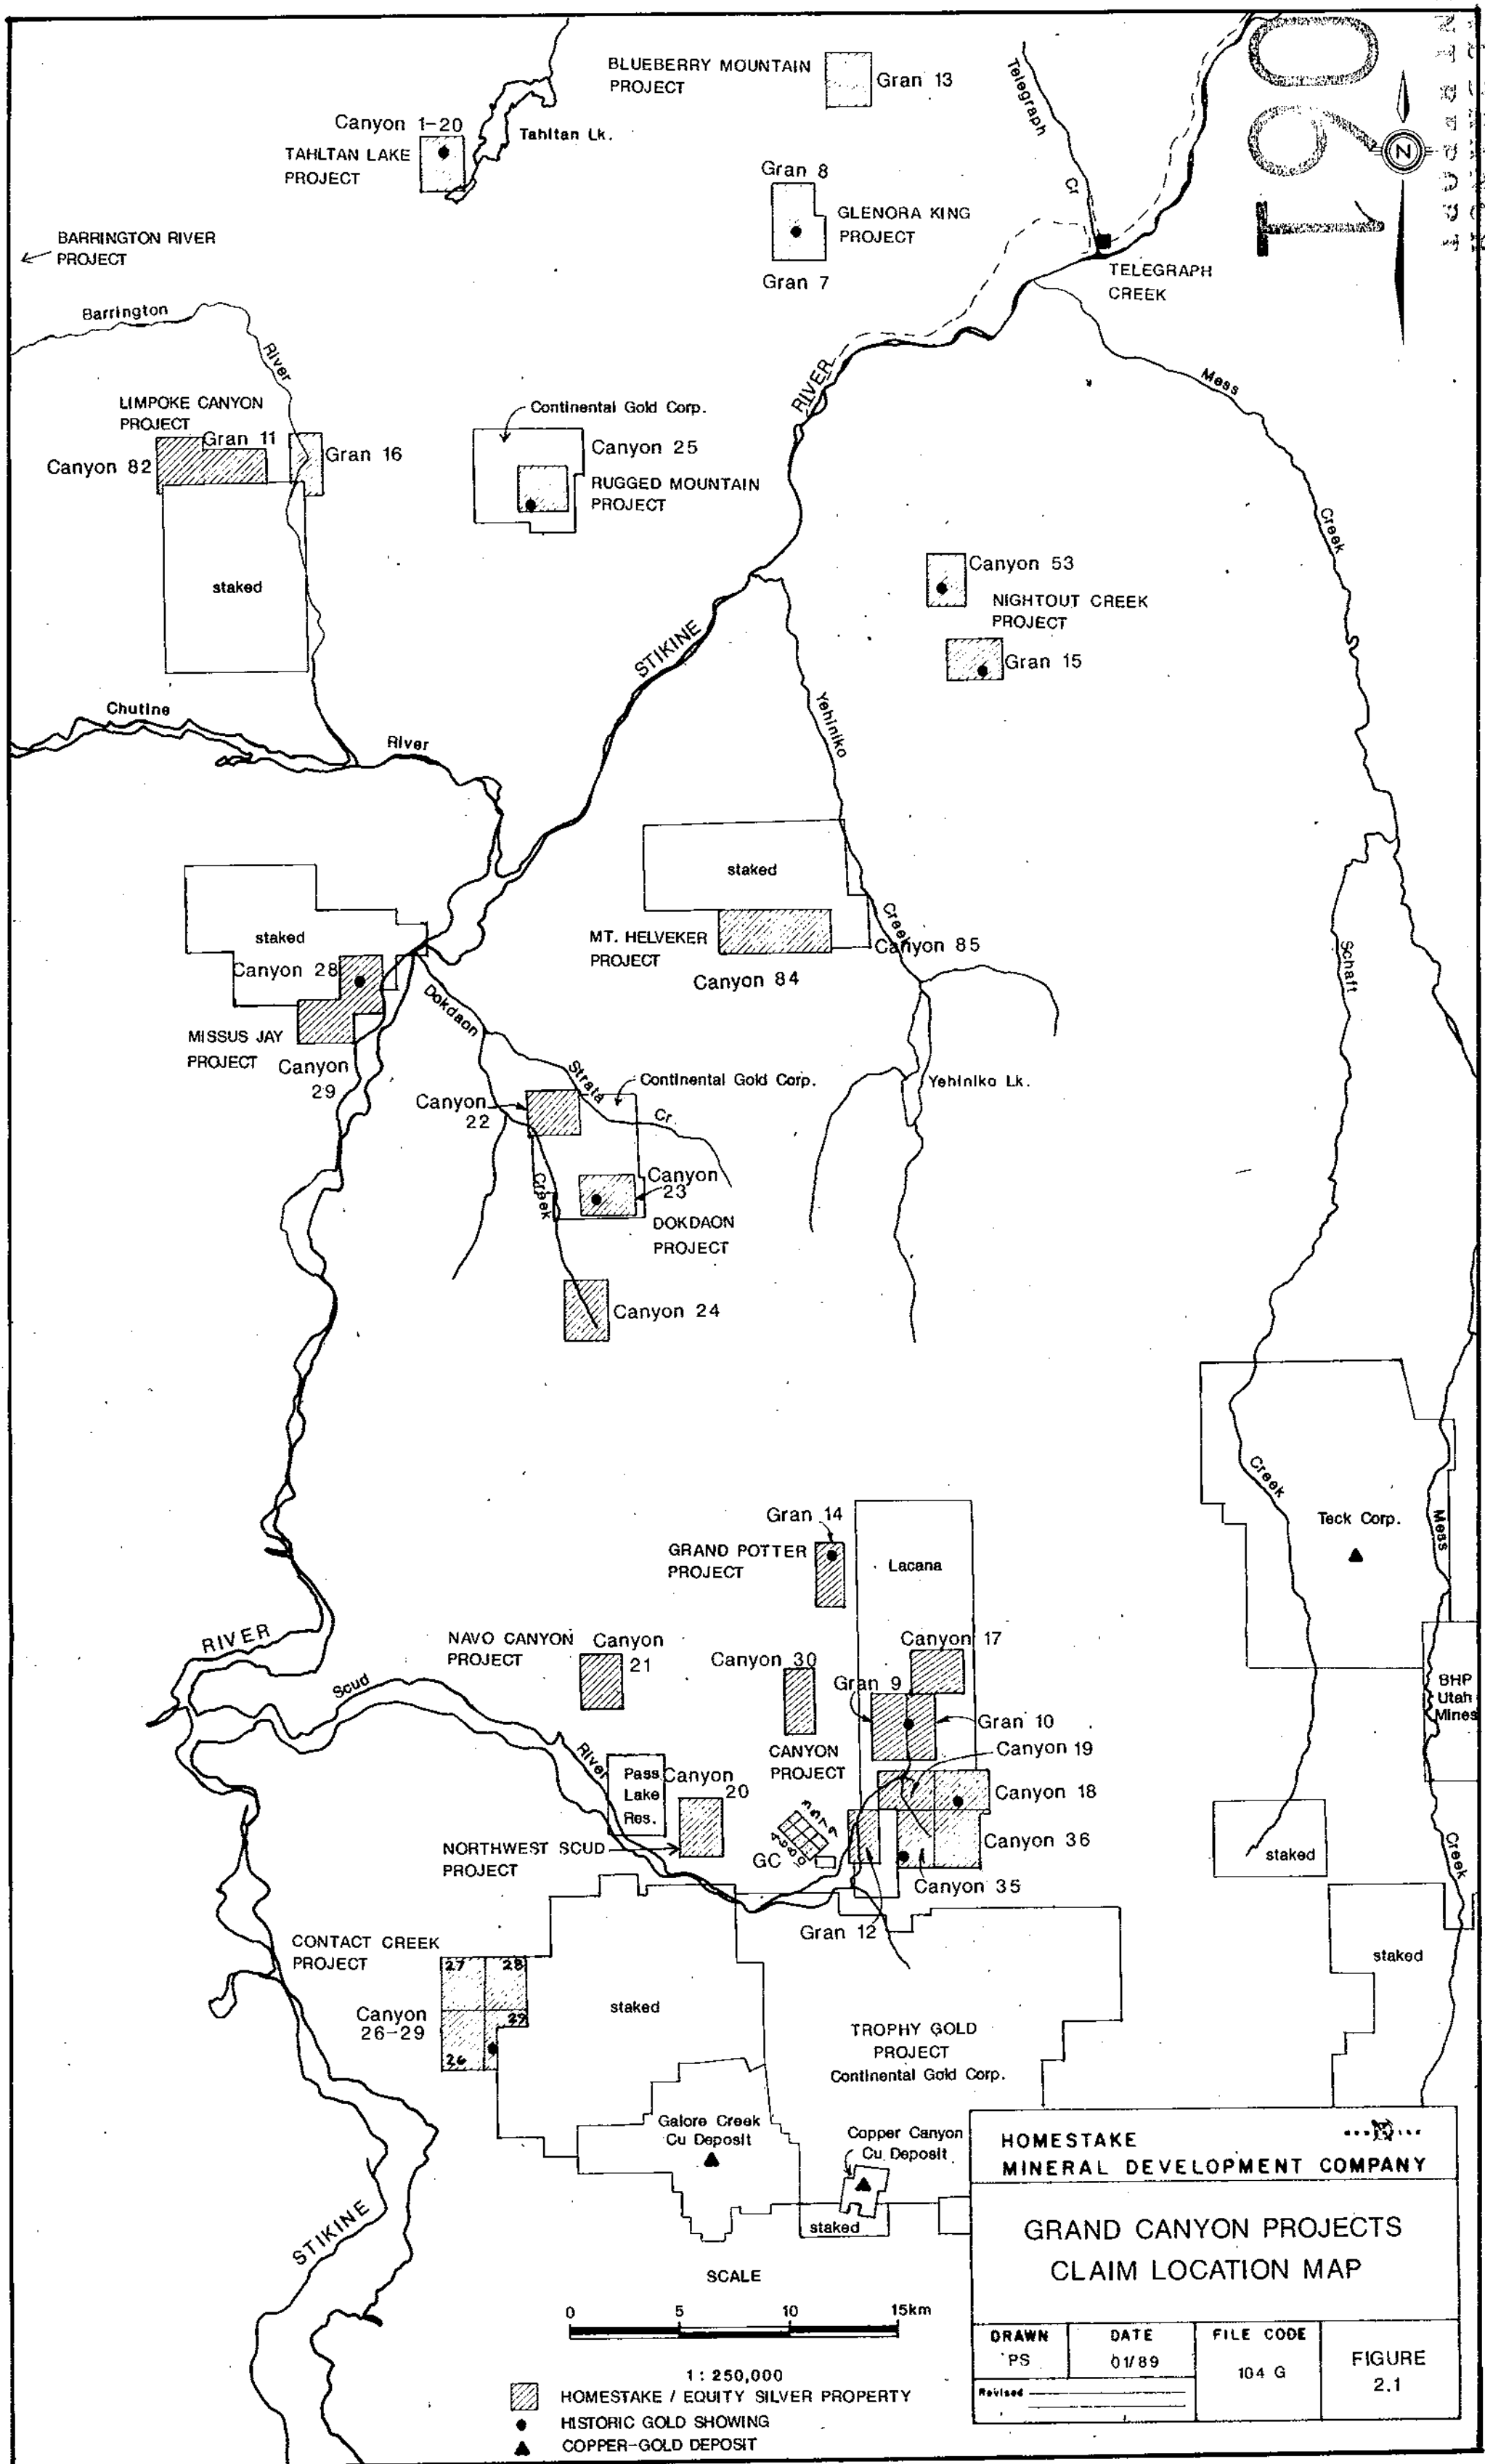 BLUEBERRY MOUNTAIN
PROJECT
Gran 13
Telegraph
Cr
Canyon 1-20
TAHLTAN LAKE
PROJECT
Tahltan Lk.
N
REPORT
Gran 8
GLENORA KING
PROJECT
Gran 7
BARRINGTON RIVER
PROJECT
TELEGRAPH
CREEK
Barrington
River
RIVER
Mess
Creek
LIMPOKE CANYON
PROJECT
Gran 11
Canyon 82
Gran 16
Continental Gold Corp.
Canyon 25
RUGGED MOUNTAIN
PROJECT
staked
Canyon 53
NIGHTOUT CREEK
PROJECT
Gran 15
STIKINE
Chutine
River
Yehiniko
Creek
staked
staked
MT. HELVEKER
PROJECT
Canyon 85
Canyon 84
Canyon 28
Schaft
Dokdaon
MISSUS JAY
PROJECT
Canyon
29
Strata
Cr.
Continental Gold Corp.
Yehiniko Lk.
Canyon
22
Creek
Canyon
23
DOKDAON
PROJECT
Canyon 24
Creek
Teck Corp.
Mess
Gran 14
GRAND POTTER
PROJECT
Lacana
RIVER
NAVO CANYON
PROJECT
Canyon
21
Canyon 30
Canyon 17
Gran 9
Gran 10
BHP
Utah
Mines
Scud
River
CANYON
PROJECT
Canyon 19
Canyon 18
Pass
Lake
Res.
Canyon
20
NORTHWEST SCUD
PROJECT
GC
Canyon 36
Canyon 35
Gran 12
staked
Creek
CONTACT CREEK
PROJECT
27
28
29
26
Canyon
26-29
staked
staked
TROPHY GOLD
PROJECT
Continental Gold Corp.
Galore Creek
Cu Deposit
Copper Canyon
Cu Deposit
staked
STIKINE
HOMESTAKE
MINERAL DEVELOPMENT COMPANY
GRAND CANYON PROJECTS
CLAIM LOCATION MAP
DRAWN
PS
DATE
01/89
FILE CODE
104 G
FIGURE
2.1
Revised
SCALE
0 5 10 15km
1 : 250,000
HOMESTAKE / EQUITY SILVER PROPERTY
HISTORIC GOLD SHOWING
COPPER-GOLD DEPOSIT